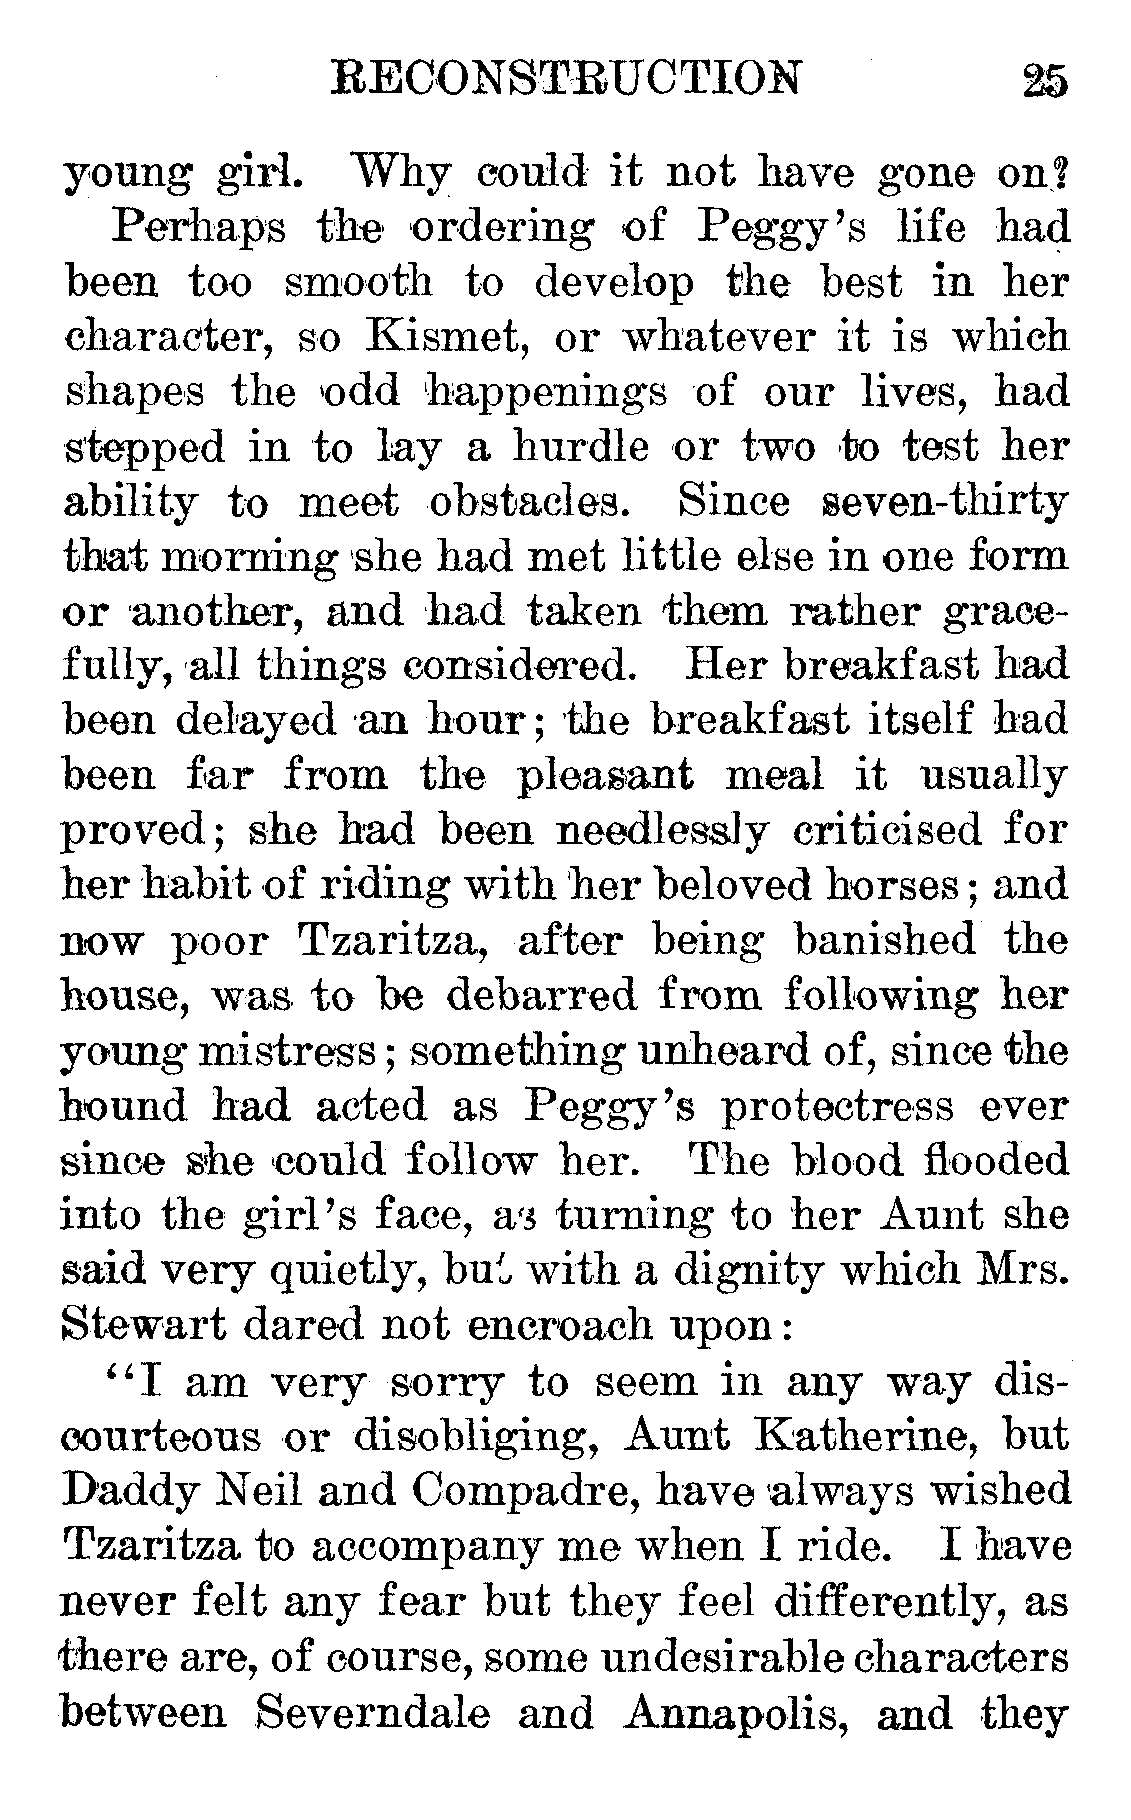 RECONSTRUCTION 25
young girl. Why could it not have gone on?
Perhaps the ordering of Peggy's life had
been too smooth to develop the best in her
character, so Kismet, or whatever it is which
shapes the odd happenings of our lives, had
stepped in to lay a hurdle or two to test her
ability to meet obstacles. Since seven-thirty
that morning she had met little else in one form
or another, and had taken them rather grace-
fully, all things considered. Her breakfast had
been delayed an hour; the breakfast itself had
been far from the pleasant meal it usually
proved; she had been needlessly criticised for
her habit of riding with her beloved horses; and
now poor Tzaritza, after being banished the
house, was to be debarred from following her
young mistress; something unheard of, since the
hound had acted as Peggy's protectress ever
since she could follow her. The blood flooded
into the girl's face, as turning to her Aunt she
said very quietly, but with a dignity which Mrs.
Stewart dared not encroach upon:
"I am very sorry to seem in any way dis-
courteous or disobliging, Aunt Katherine, but
Daddy Neil and Compadre, have always wished
Tzaritza to accompany me when I ride. I have
never felt any fear but they feel differently, as
there are, of course, some undesirable characters
between Severndale and Annapolis, and they